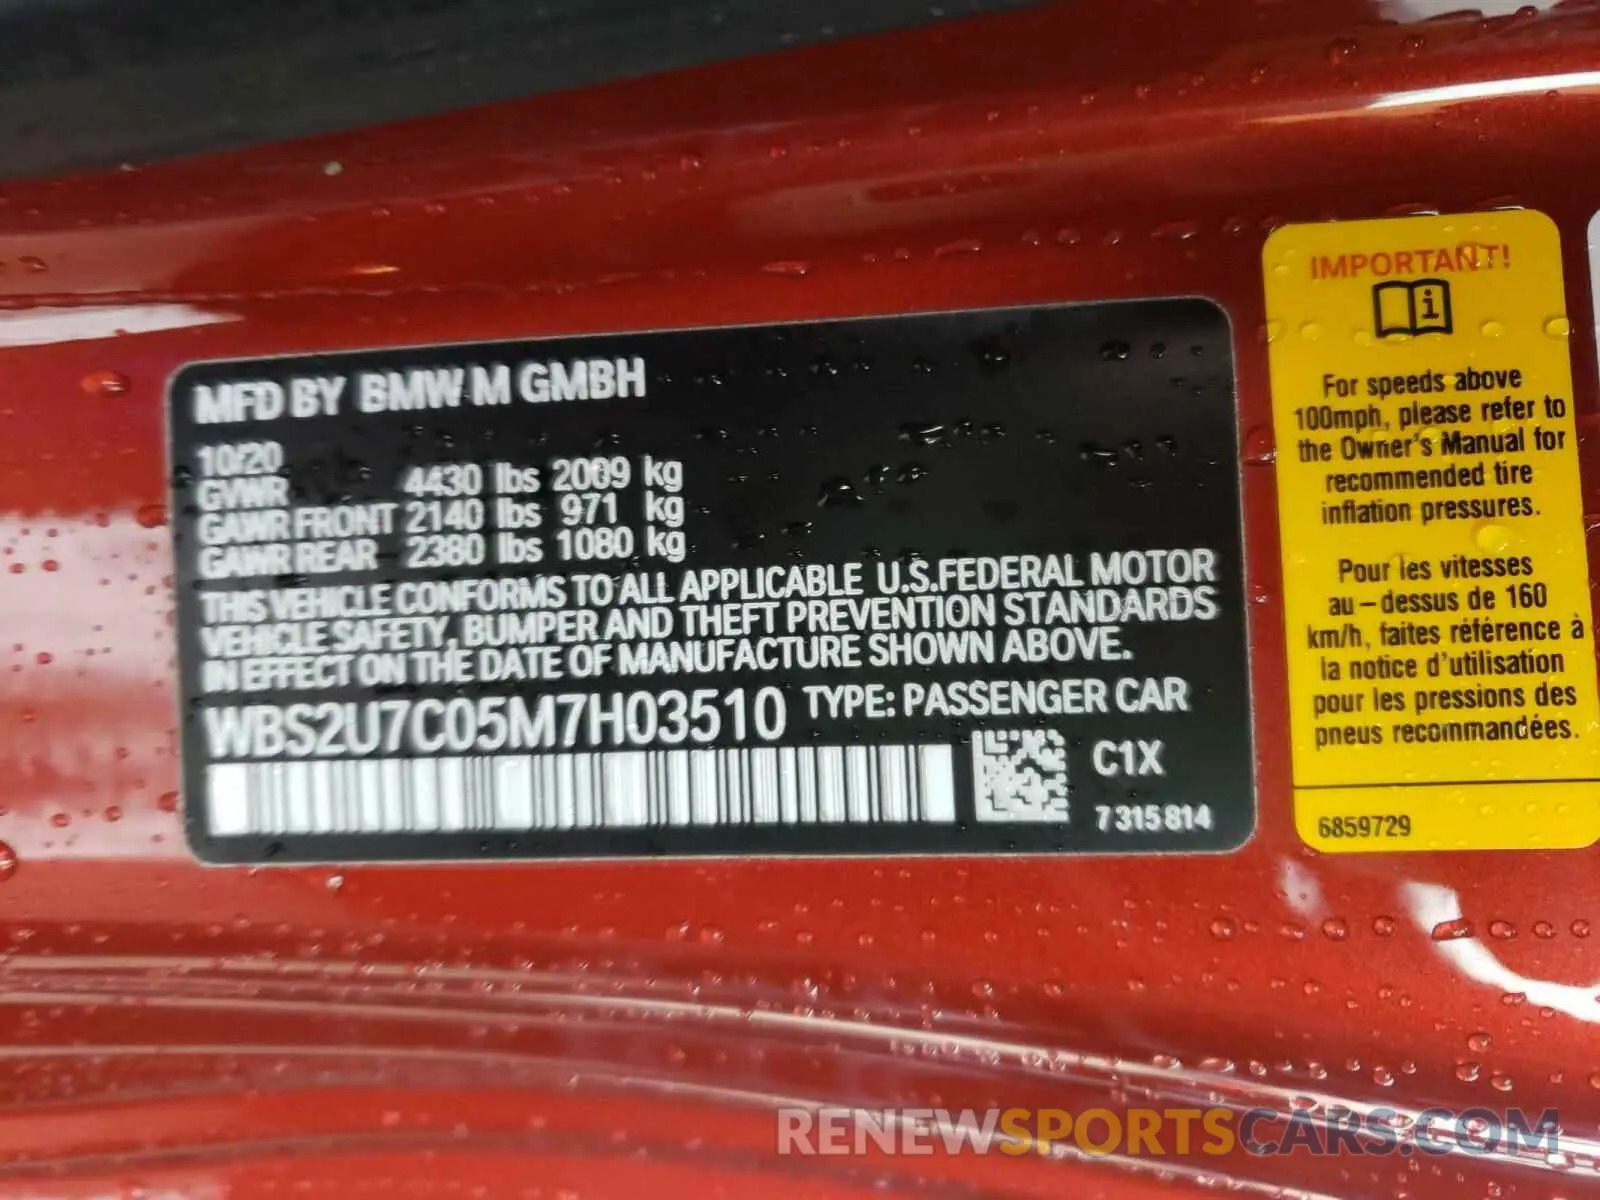 MFD BY BMW M GMBH
10/20
GVWR 4430 lbs 2009 kg
GAWR FRONT 2140 lbs 971 kg
GAWR REAR 2380 lbs 1080 kg
THIS VEHICLE CONFORMS TO ALL APPLICABLE U.S.FEDERAL MOTOR
VEHICLE SAFETY, BUMPER AND THEFT PREVENTION STANDARDS
IN EFFECT ON THE DATE OF MANUFACTURE SHOWN ABOVE.
WBS2U7C05M7H03510 TYPE: PASSENGER CAR
C1X
7 315 814
IMPORTANT!
i
For speeds above
100mph, please refer to
the Owner's Manual for
recommended tire
inflation pressures.
Pour les vitesses
au-dessus de 160
km/h, faites référence à
la notice d'utilisation
pour les pressions des
pneus recommandées.
6859729
RENEWSPORTSCARS.COM